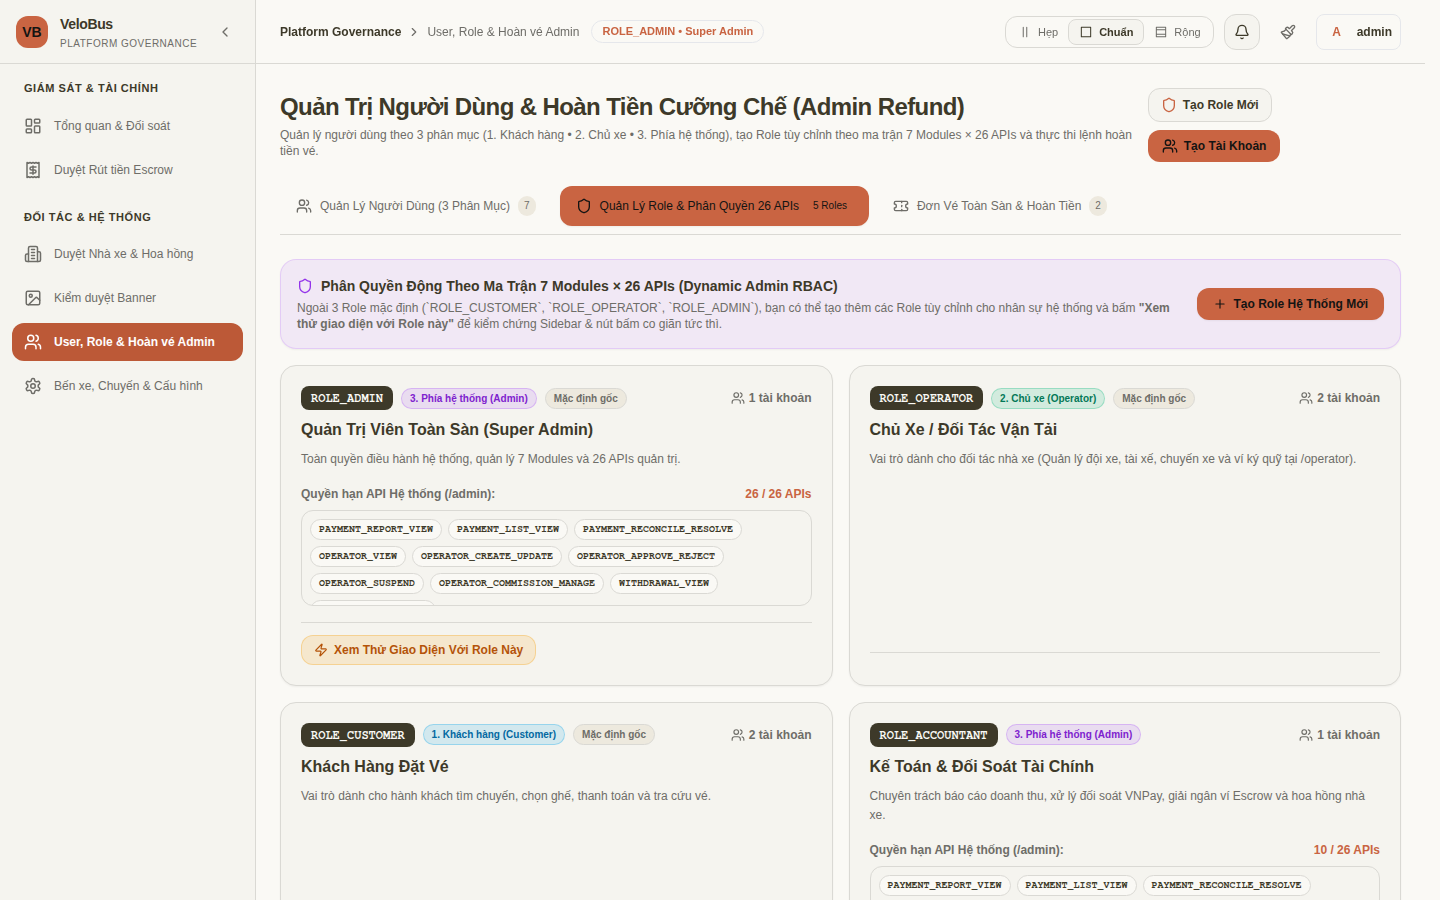 VB
VeloBus
PLATFORM GOVERNANCE
GIÁM SÁT & TÀI CHÍNH
Tổng quan & Đối soát
Duyệt Rút tiền Escrow
ĐỐI TÁC & HỆ THỐNG
Duyệt Nhà xe & Hoa hồng
Kiểm duyệt Banner
User, Role & Hoàn vé Admin
Bến xe, Chuyến & Cấu hình
Platform Governance
User, Role & Hoàn vé Admin
ROLE_ADMIN • Super Admin
Hẹp
Chuẩn
Rộng
A
admin
Quản Trị Người Dùng & Hoàn Tiền Cưỡng Chế (Admin Refund)
Quản lý người dùng theo 3 phân mục (1. Khách hàng • 2. Chủ xe • 3. Phía hệ thống), tạo Role tùy chỉnh theo ma trận 7 Modules × 26 APIs và thực thi lệnh hoàn
tiền vé.
Tạo Role Mới
Tạo Tài Khoản
Quản Lý Người Dùng (3 Phân Mục) 7
Quản Lý Role & Phân Quyền 26 APIs 5 Roles
Đơn Vé Toàn Sàn & Hoàn Tiền 2
Phân Quyền Động Theo Ma Trận 7 Modules × 26 APIs (Dynamic Admin RBAC)
Ngoài 3 Role mặc định (`ROLE_CUSTOMER`, `ROLE_OPERATOR`, `ROLE_ADMIN`), bạn có thể tạo thêm các Role tùy chỉnh cho nhân sự hệ thống và bấm "Xem
thử giao diện với Role này" để kiểm chứng Sidebar & nút bấm co giãn tức thì.
Tạo Role Hệ Thống Mới
ROLE_ADMIN 3. Phía hệ thống (Admin) Mặc định gốc 1 tài khoản
Quản Trị Viên Toàn Sàn (Super Admin)
Toàn quyền điều hành hệ thống, quản lý 7 Modules và 26 APIs quản trị.
Quyền hạn API Hệ thống (/admin): 26 / 26 APIs
PAYMENT_REPORT_VIEW PAYMENT_LIST_VIEW PAYMENT_RECONCILE_RESOLVE
OPERATOR_VIEW OPERATOR_CREATE_UPDATE OPERATOR_APPROVE_REJECT
OPERATOR_SUSPEND OPERATOR_COMMISSION_MANAGE WITHDRAWAL_VIEW
Xem Thử Giao Diện Với Role Này
ROLE_OPERATOR 2. Chủ xe (Operator) Mặc định gốc 2 tài khoản
Chủ Xe / Đối Tác Vận Tải
Vai trò dành cho đối tác nhà xe (Quản lý đội xe, tài xế, chuyến xe và ví ký quỹ tại /operator).
ROLE_CUSTOMER 1. Khách hàng (Customer) Mặc định gốc 2 tài khoản
Khách Hàng Đặt Vé
Vai trò dành cho hành khách tìm chuyến, chọn ghế, thanh toán và tra cứu vé.
ROLE_ACCOUNTANT 3. Phía hệ thống (Admin) 1 tài khoản
Kế Toán & Đối Soát Tài Chính
Chuyên trách báo cáo doanh thu, xử lý đối soát VNPay, giải ngân ví Escrow và hoa hồng nhà
xe.
Quyền hạn API Hệ thống (/admin): 10 / 26 APIs
PAYMENT_REPORT_VIEW PAYMENT_LIST_VIEW PAYMENT_RECONCILE_RESOLVE